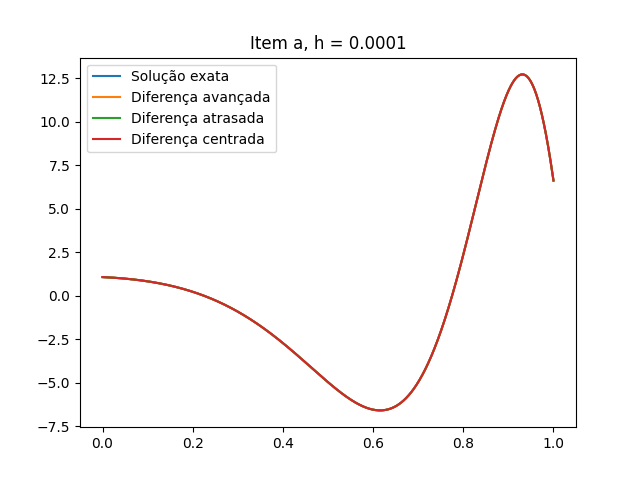 Item a, h = 0.0001
Solução exata
Diferença avançada
Diferença atrasada
Diferença centrada
12.5
10.0
7.5
5.0
2.5
0.0
−2.5
−5.0
−7.5
0.0 0.2 0.4 0.6 0.8 1.0